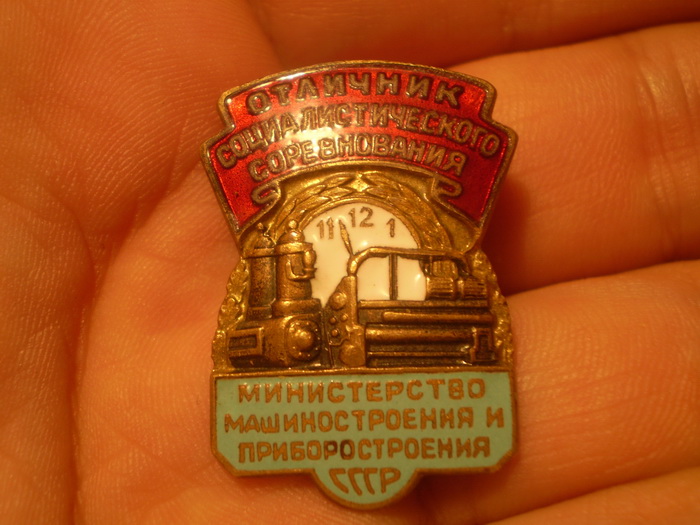 ОТЛИЧНИК
СОЦИАЛИСТИЧЕСКОГО
СОРЕВНОВАНИЯ
11 12 1
МИНИСТЕРСТВО
МАШИНОСТРОЕНИЯ И
ПРИБОРОСТРОЕНИЯ
СССР